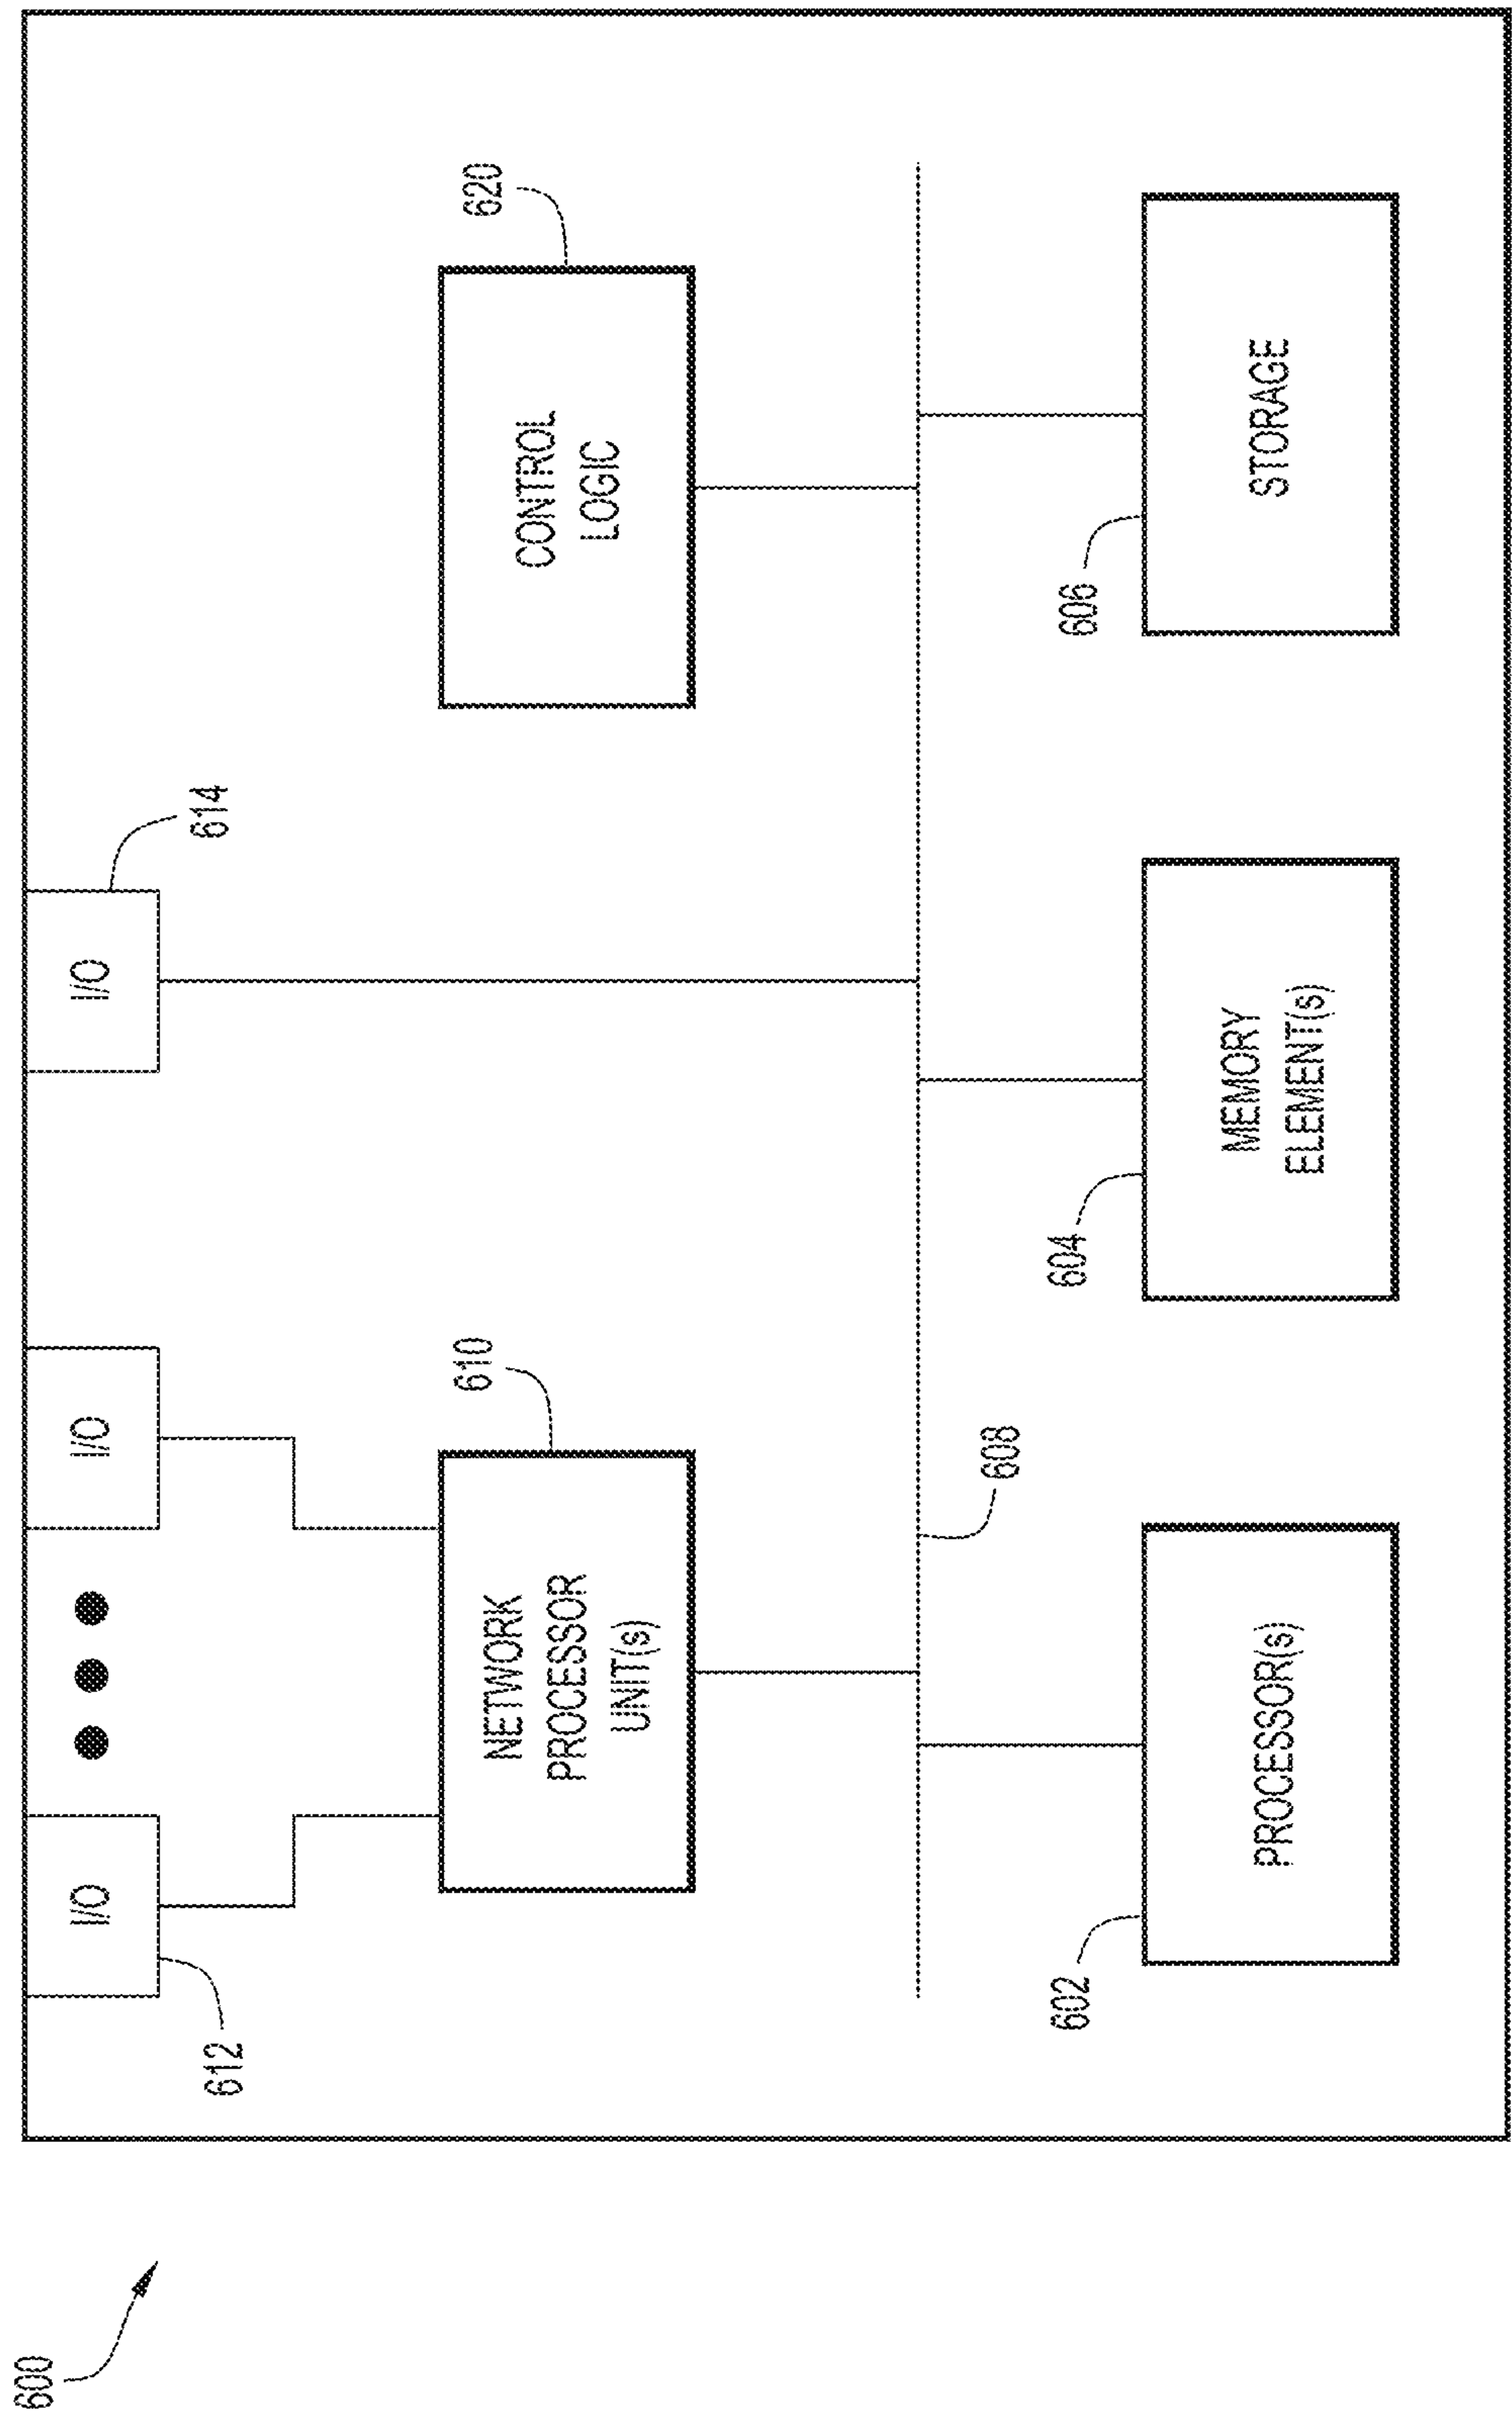 600
612
I/O
I/O
I/O
614
NETWORK
PROCESSOR
UNIT(s)
610
CONTROL
LOGIC
620
608
602
PROCESSOR(s)
604
MEMORY
ELEMENT(s)
606
STORAGE